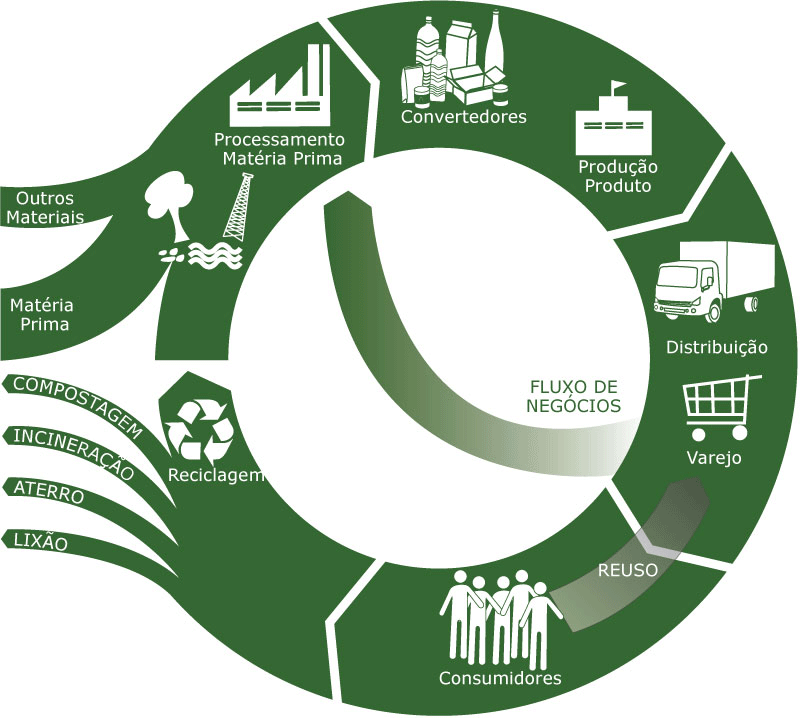 Processamento
Matéria Prima
Convertedores
Produção
Produto
Outros
Materiais
Matéria
Prima
Distribuição
FLUXO DE
NEGÓCIOS
Varejo
COMPOSTAGEM
INCINERAÇÃO
ATERRO
LIXÃO
Reciclagem
REUSO
Consumidores